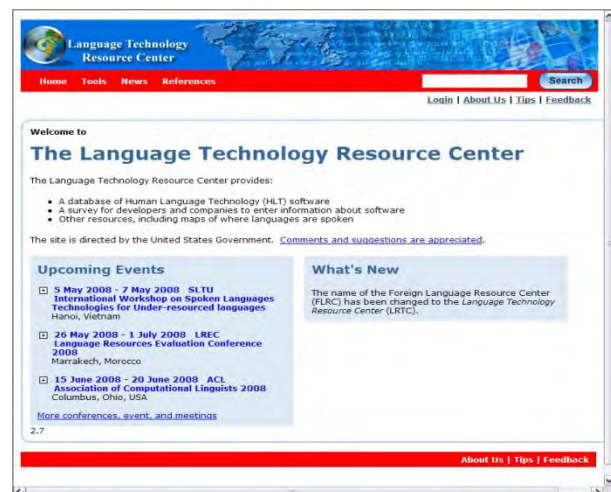 Language Technology
Resource Center
Home Tools News References Search
Login | About Us | Tips | Feedback
Welcome to
The Language Technology Resource Center
The Language Technology Resource Center provides:
• A database of Human Language Technology (HLT) software
• A survey for developers and companies to enter information about software
• Other resources, including maps of where languages are spoken
The site is directed by the United States Government. Comments and suggestions are appreciated.
Upcoming Events
5 May 2008 - 7 May 2008 SLTU
International Workshop on Spoken Languages
Technologies for Under-resourced languages
Hanoi, Vietnam
26 May 2008 - 1 July 2008 LREC
Language Resources Evaluation Conference
2008
Marrakech, Morocco
15 June 2008 - 20 June 2008 ACL
Association of Computational Linguists 2008
Columbus, Ohio, USA
More conferences, event, and meetings
What's New
The name of the Foreign Language Resource Center
(FLRC) has been changed to the Language Technology
Resource Center (LRTC).
2.7
About Us | Tips | Feedback